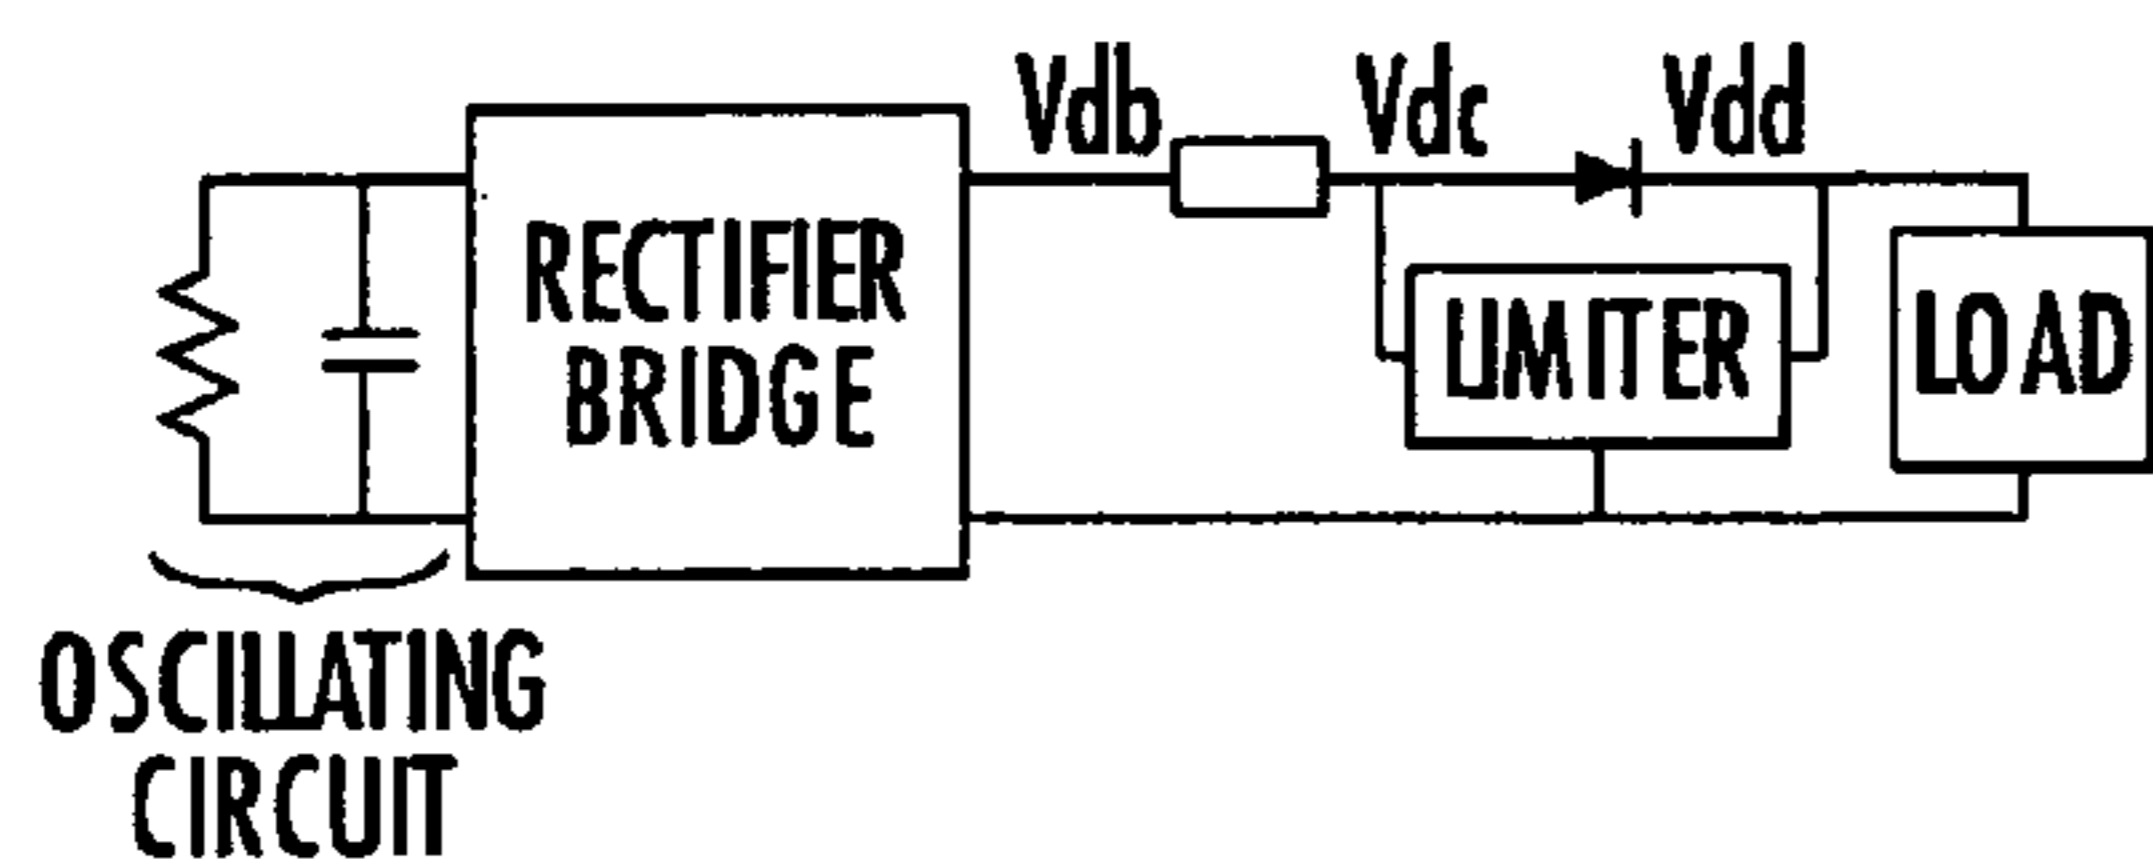 Vdb Vdc Vdd
RECTIFIER
BRIDGE
LIMITER
LOAD
OSCILLATING
CIRCUIT